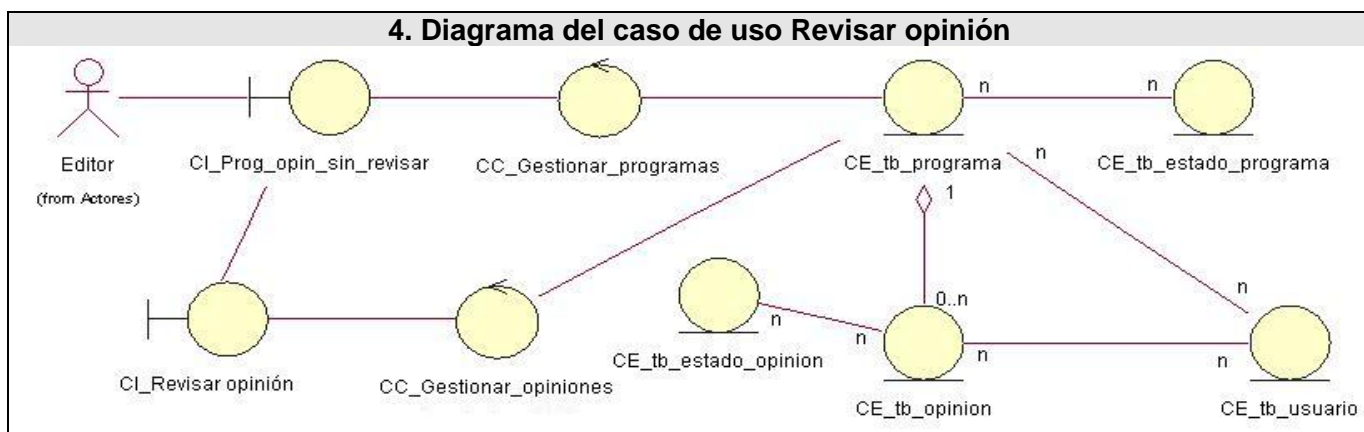 4. Diagrama del caso de uso Revisar opinión
n
n
Editor
(from Actores)
CI_Prog_opin_sin_revisar
CC_Gestionar_programas
CE_tb_programa
CE_tb_estado_programa
n
1
0..n
n
n
n
n
n
CI_Revisar opinión
CC_Gestionar_opiniones
CE_tb_estado_opinion
CE_tb_opinion
CE_tb_usuario